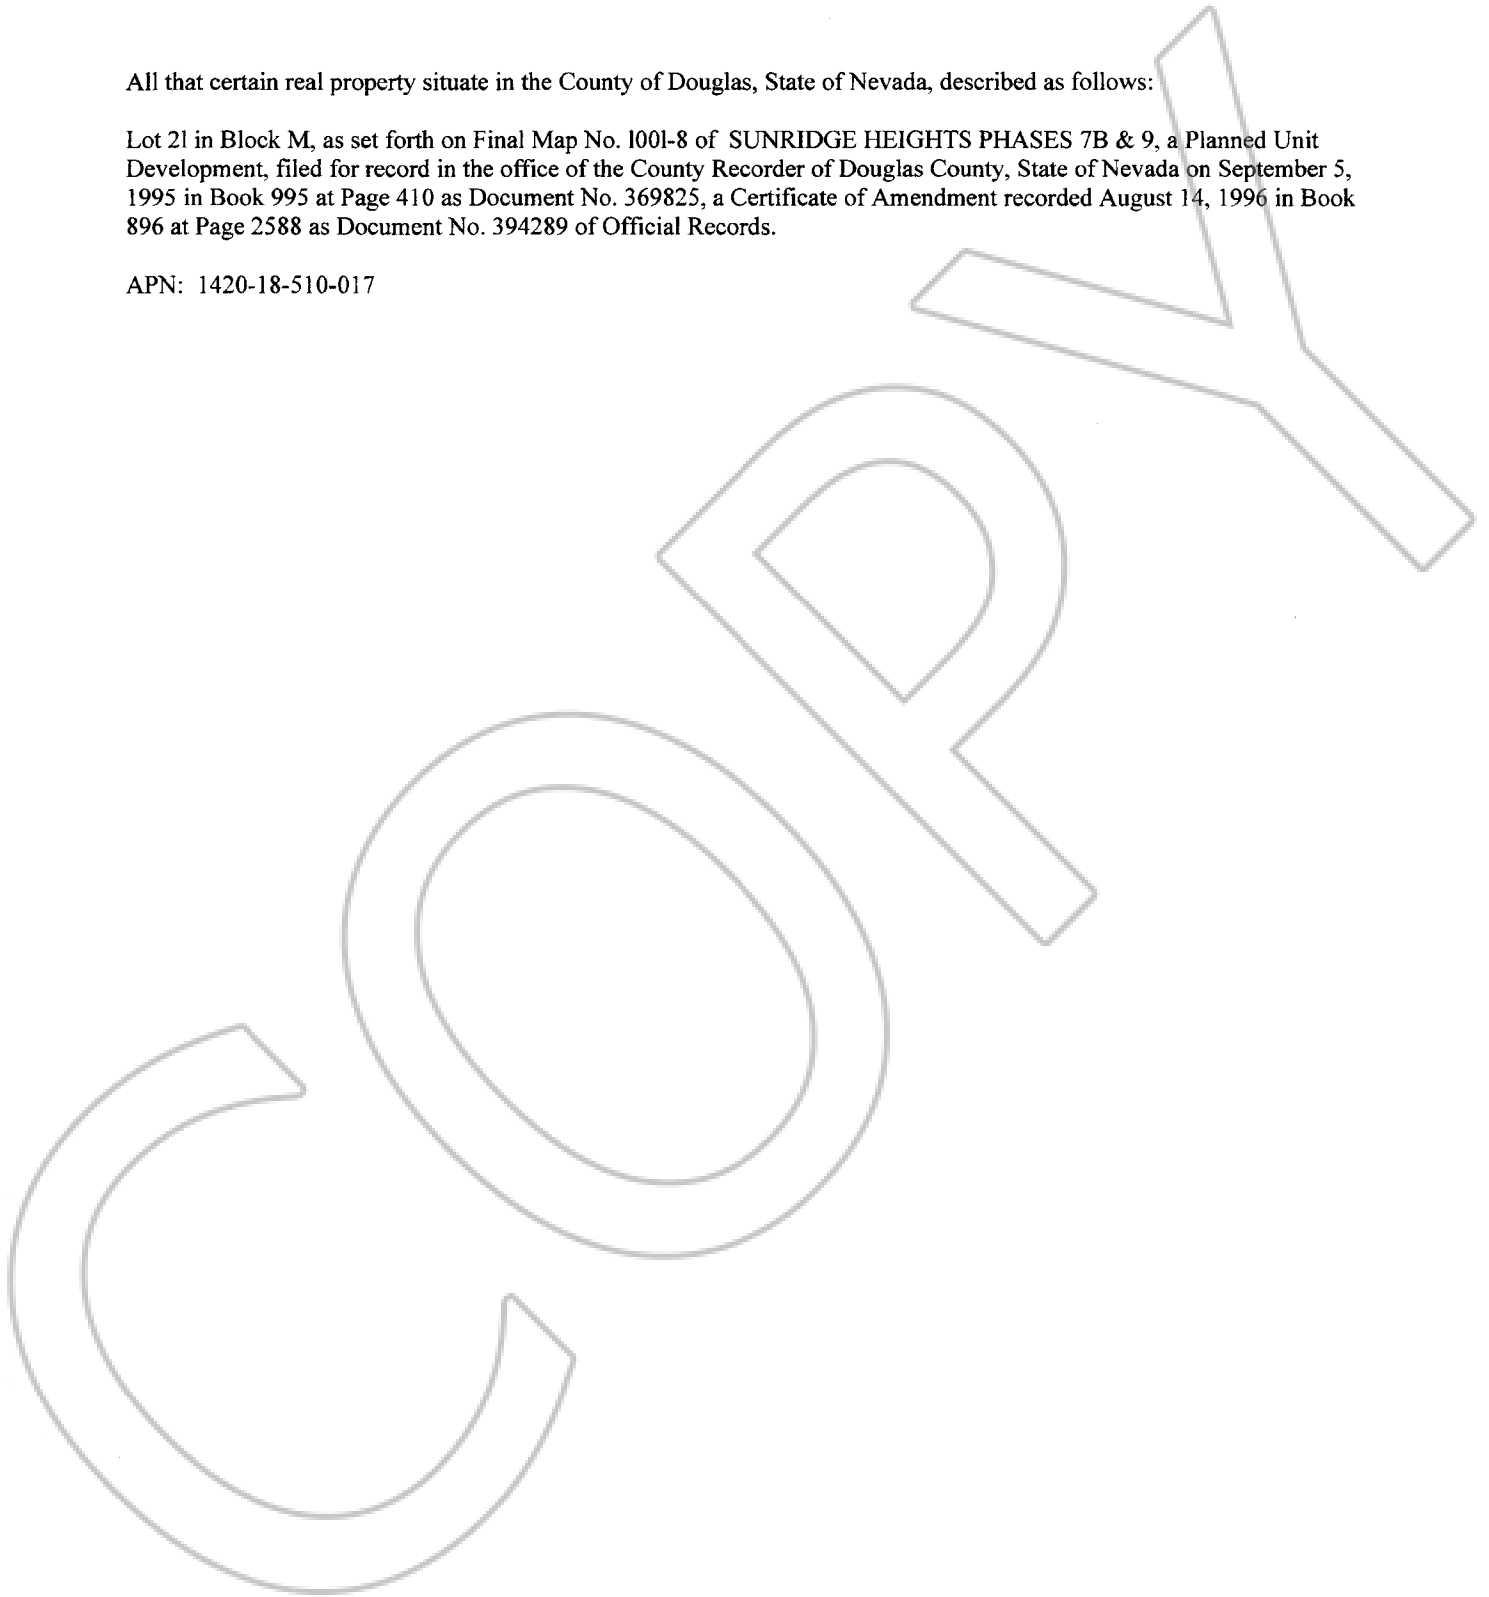 All that certain real property situate in the County of Douglas, State of Nevada, described as follows:
Lot 21 in Block M, as set forth on Final Map No. 1001-8 of SUNRIDGE HEIGHTS PHASES 7B & 9, a Planned Unit
Development, filed for record in the office of the County Recorder of Douglas County, State of Nevada on September 5,
1995 in Book 995 at Page 410 as Document No. 369825, a Certificate of Amendment recorded August 14, 1996 in Book
896 at Page 2588 as Document No. 394289 of Official Records.
APN: 1420-18-510-017
COPY